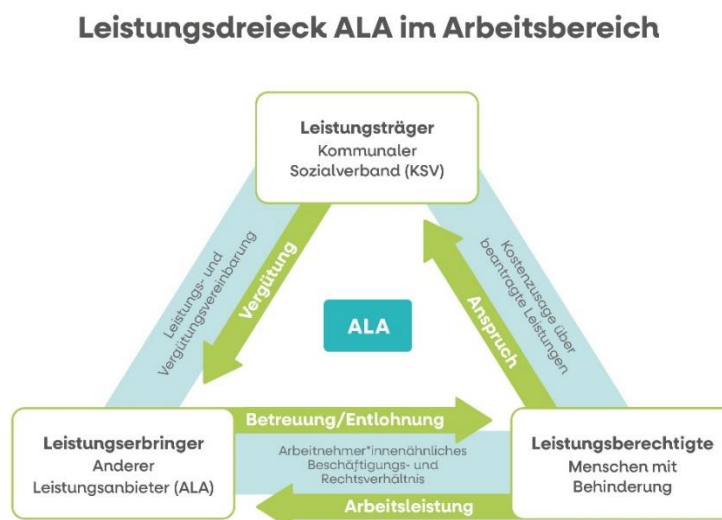 Leistungsdreieck ALA im Arbeitsbereich
Leistungsträger
Kommunaler
Sozialverband (KSV)
Leistungs- und
Vergütungsvereinbarung
Vergütung
ALA
Anspruch
Kostenzusage über
beantragte Leistungen
Leistungserbringer
Anderer
Leistungsanbieter (ALA)
Betreuung/Entlohnung
Arbeitnehmer*innenähnliches
Beschäftigungs- und
Rechtsverhältnis
Arbeitsleistung
Leistungsberechtigte
Menschen mit
Behinderung